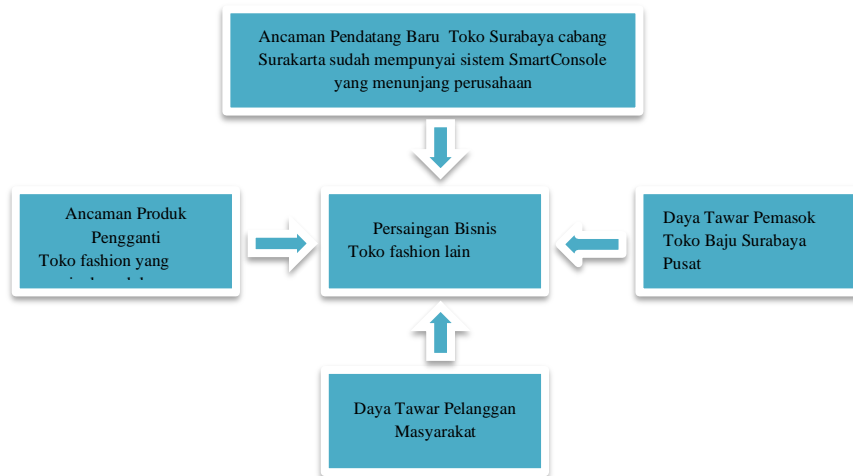 Ancaman Pendatang Baru Toko Surabaya cabang
Surakarta sudah mempunyai sistem SmartConsole
yang menunjang perusahaan
Ancaman Produk
Pengganti
Toko fashion yang
Persaingan Bisnis
Toko fashion lain
Daya Tawar Pemasok
Toko Baju Surabaya
Pusat
Daya Tawar Pelanggan
Masyarakat